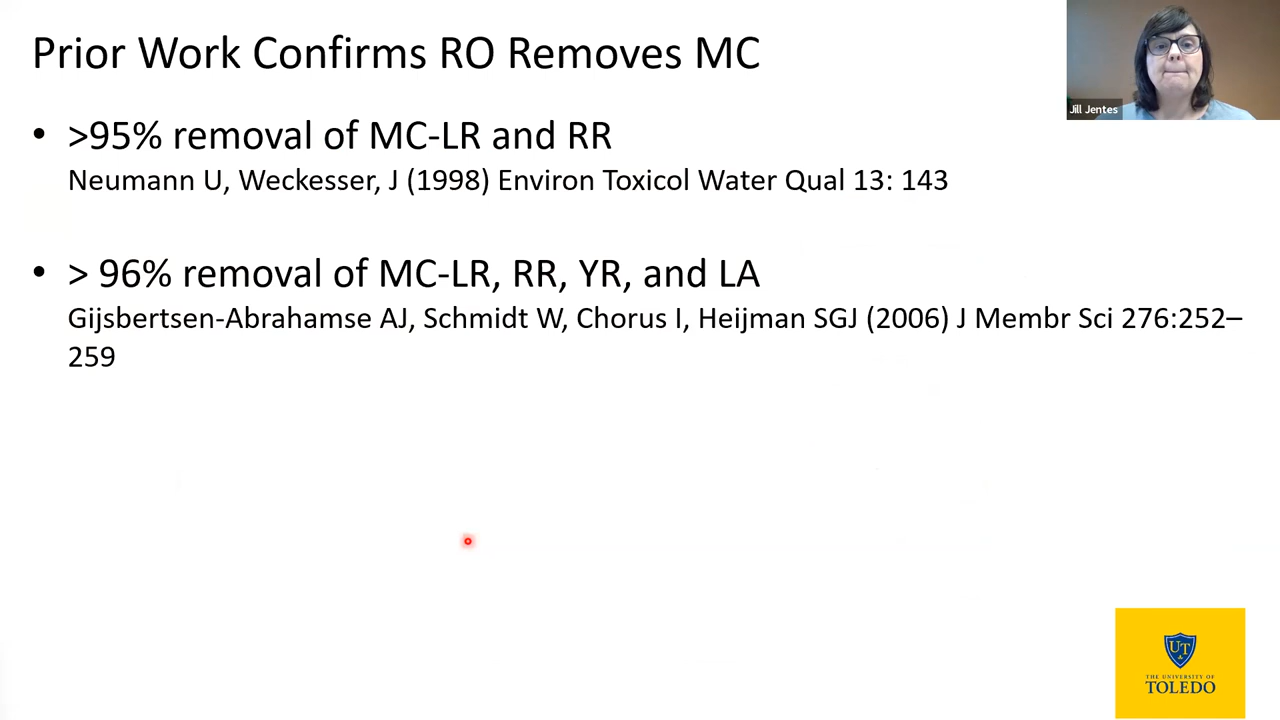 Prior Work Confirms RO Removes MC
• >95% removal of MC-LR and RR
Neumann U, Weckesser, J (1998) Environ Toxicol Water Qual 13: 143
• > 96% removal of MC-LR, RR, YR, and LA
Gijsbertsen-Abrahamse AJ, Schmidt W, Chorus I, Heijman SGJ (2006) J Membr Sci 276:252–
259
Jill Jentes
UT
THE UNIVERSITY OF
TOLEDO